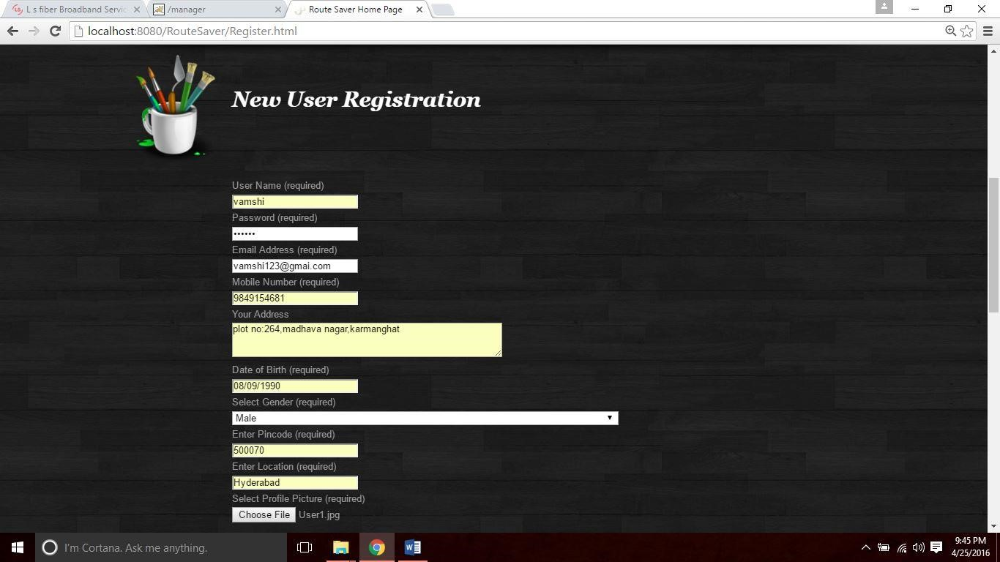 L s fiber Broadband Servic
/manager
Route Saver Home Page
localhost:8080/RouteSaver/Register.html
New User Registration
User Name (required)
vamshi
Password (required)
••••••
Email Address (required)
vamshi123@gmai.com
Mobile Number (required)
9849154681
Your Address
plot no:264,madhava nagar,karmanghat
Date of Birth (required)
08/09/1990
Select Gender (required)
Male
Enter Pincode (required)
500070
Enter Location (required)
Hyderabad
Select Profile Picture (required)
Choose File User1.jpg
I'm Cortana. Ask me anything.
9:45 PM
4/25/2016